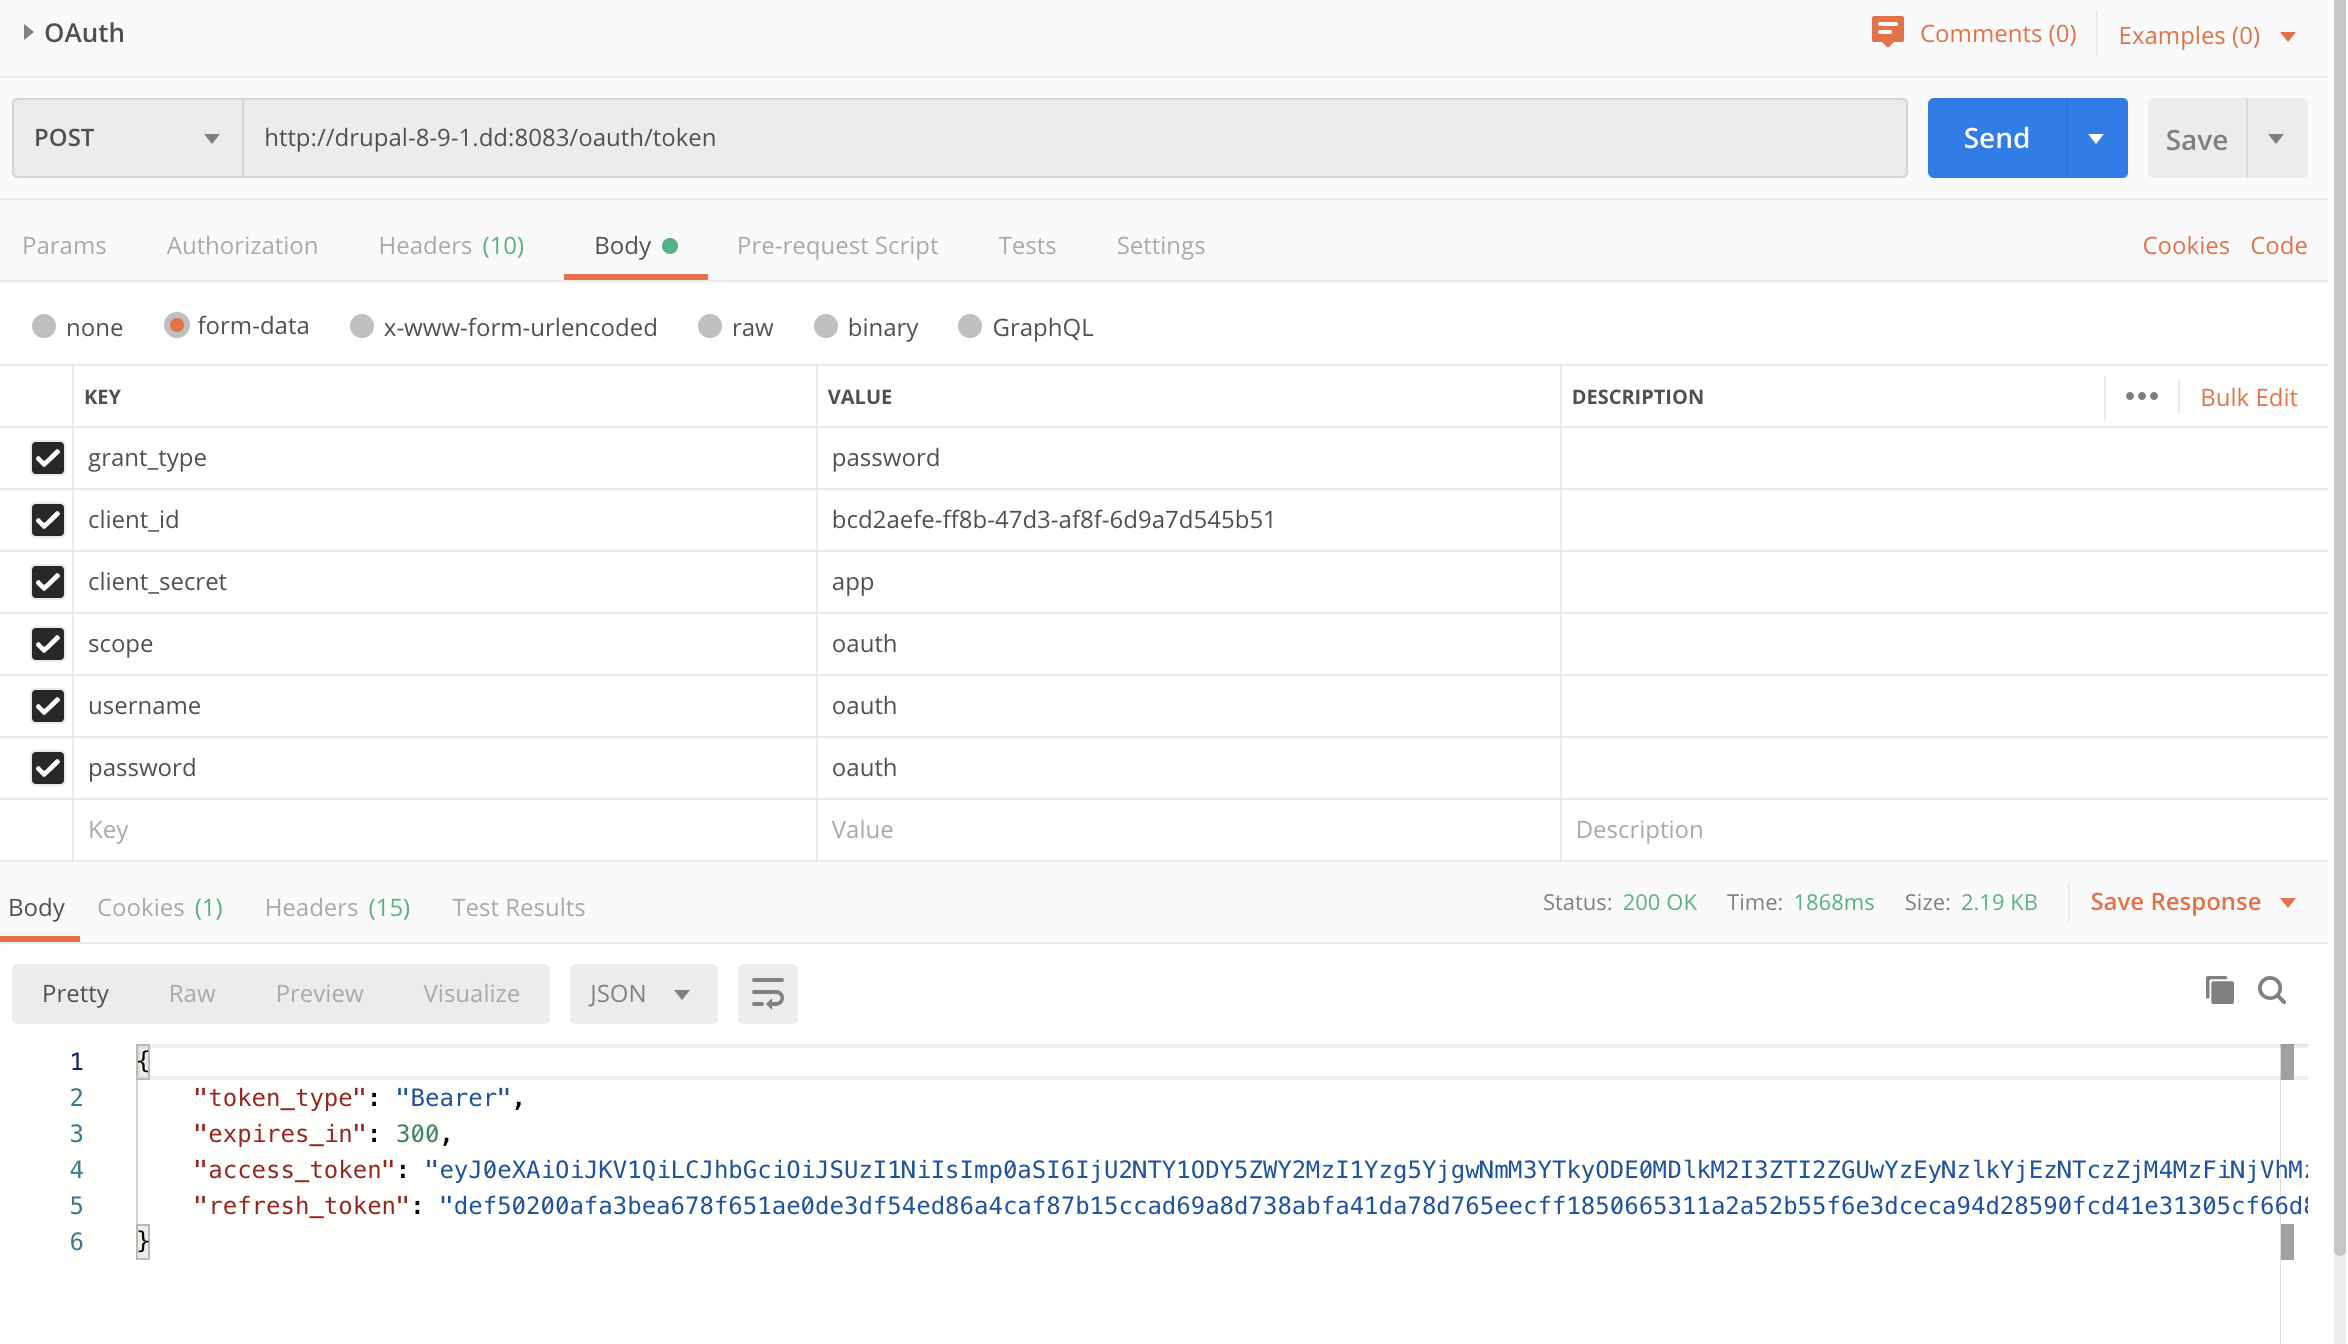 OAuth
Comments (0)
Examples (0)
POST
http://drupal-8-9-1.dd:8083/oauth/token
Send
Save
Params Authorization Headers (10) Body Pre-request Script Tests Settings Cookies Code
none form-data x-www-form-urlencoded raw binary GraphQL
KEY VALUE DESCRIPTION ••• Bulk Edit
grant_type password
client_id bcd2aefe-ff8b-47d3-af8f-6d9a7d545b51
client_secret app
scope oauth
username oauth
password oauth
Key Value Description
Body Cookies (1) Headers (15) Test Results Status: 200 OK Time: 1868ms Size: 2.19 KB Save Response
Pretty Raw Preview Visualize JSON
1 {
2 "token_type": "Bearer",
3 "expires_in": 300,
4 "access_token": "eyJ0eXAiOiJKV1QiLCJhbGciOiJSUzI1NiIsImp0aSI6IjU2NTY1ODY5ZWY2MzI1Yzg5YjgwNmM3YTkyODE0MDlkM2I3ZTI2ZGUwYzEyNzlkYjEzNTczZjM4MzFiNjVhMz
5 "refresh_token": "def50200afa3bea678f651ae0de3df54ed86a4caf87b15ccad69a8d738abfa41da78d765eecff1850665311a2a52b55f6e3dceca94d28590fcd41e31305cf66d8
6 }